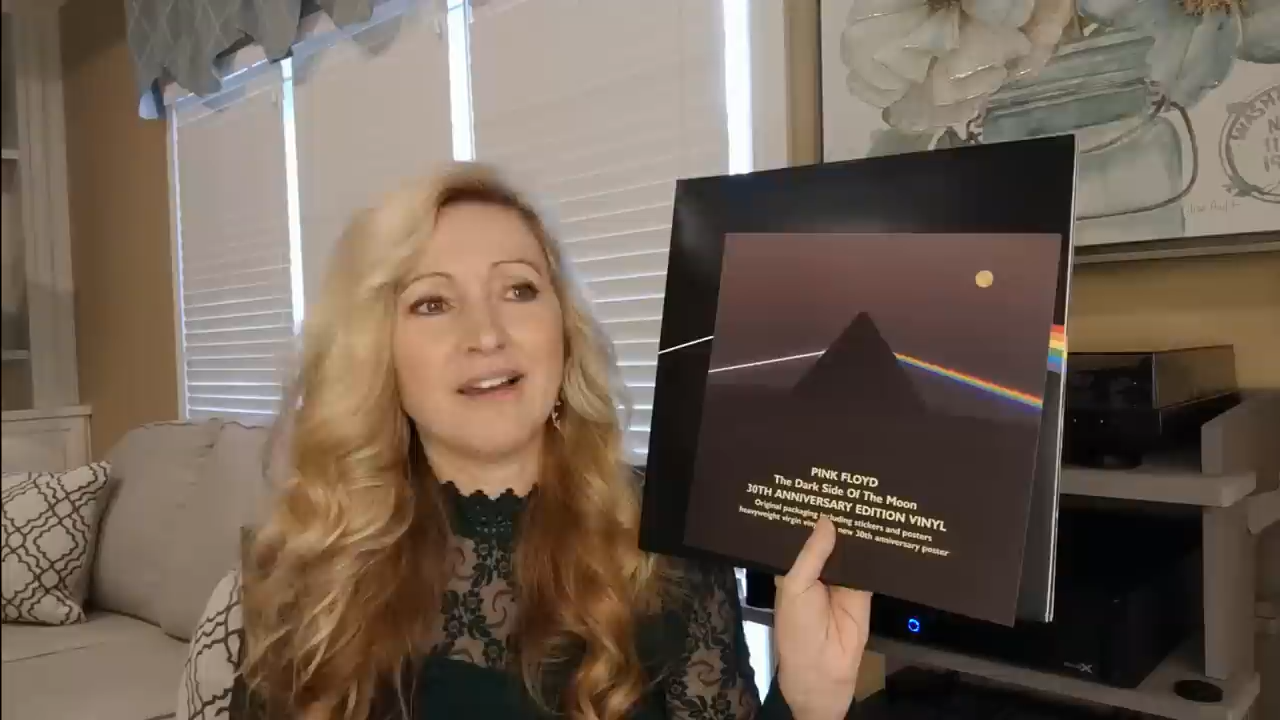 PINK FLOYD
The Dark Side Of The Moon
30TH ANNIVERSARY EDITION VINYL
Original packaging including stickers and posters
heavyweight virgin new 30th anniversary poster